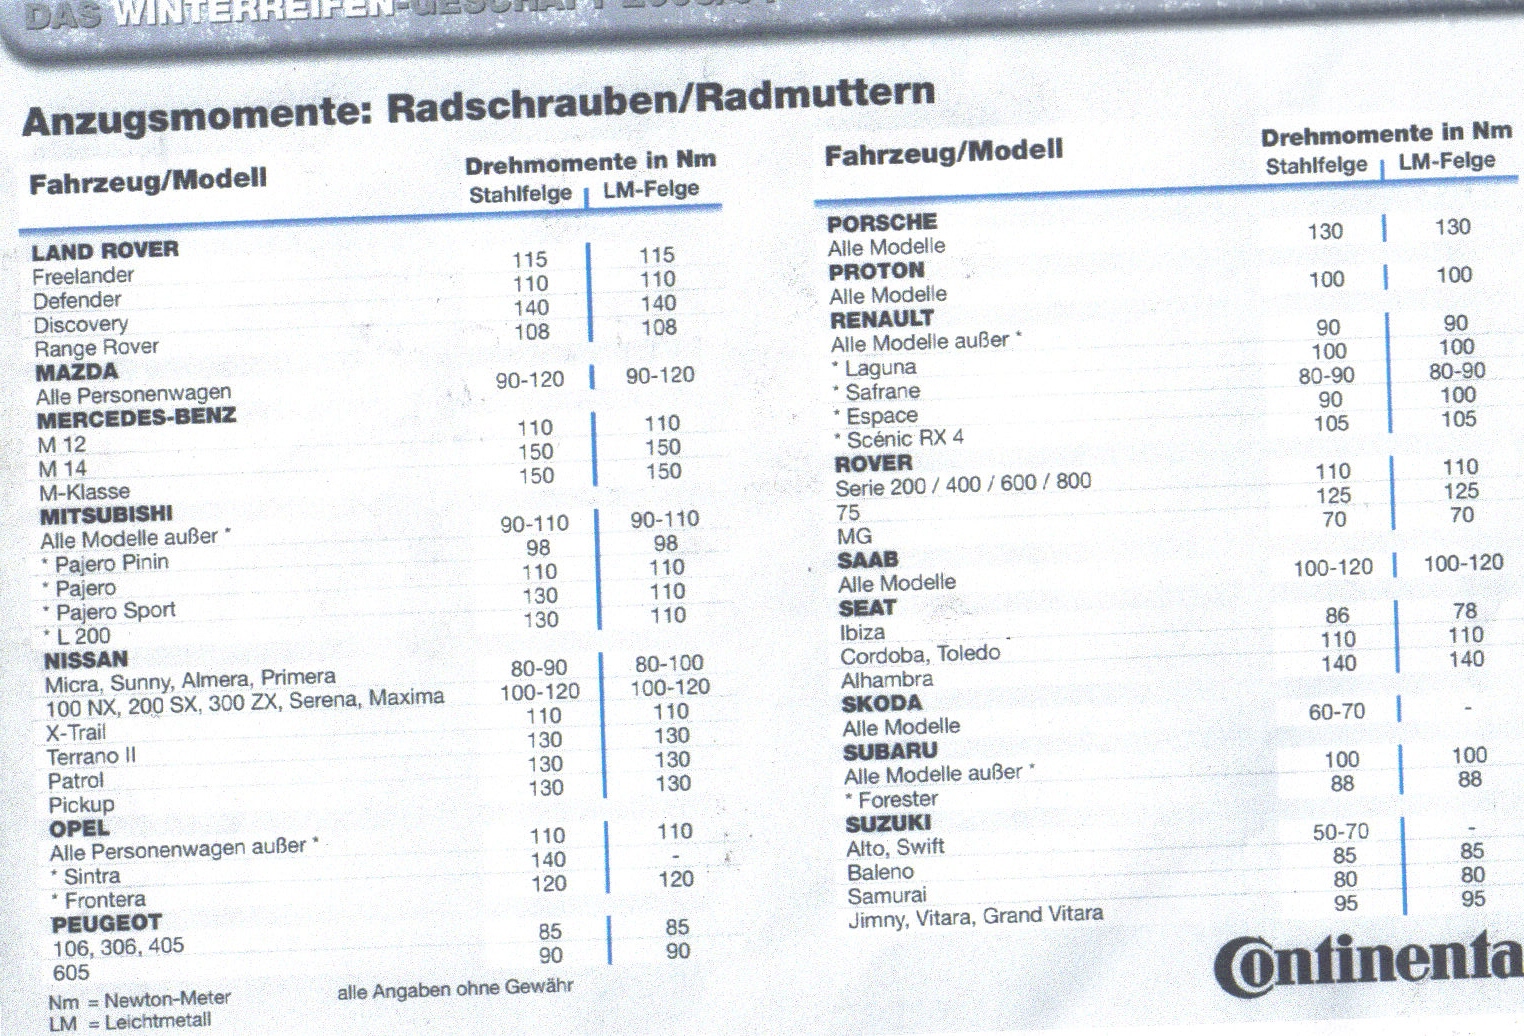 DAS WINTERREIFEN-GESCHÄFT
Anzugsmomente: Radschrauben/Radmuttern
Fahrzeug/Modell Drehmomente in Nm
Stahlfelge LM-Felge
LAND ROVER
Freelander 115 115
Defender 110 110
Discovery 140 140
Range Rover 108 108
MAZDA
Alle Personenwagen 90-120 90-120
MERCEDES-BENZ
M 12 110 110
M 14 150 150
M-Klasse 150 150
MITSUBISHI
Alle Modelle außer * 90-110 90-110
* Pajero Pinin 98 98
* Pajero 110 110
* Pajero Sport 130 110
* L 200 130 110
NISSAN
Micra, Sunny, Almera, Primera 80-90 80-100
100 NX, 200 SX, 300 ZX, Serena, Maxima 100-120 100-120
X-Trail 110 110
Terrano II 130 130
Patrol 130 130
Pickup 130 130
OPEL
Alle Personenwagen außer * 110 110
* Sintra 140 -
* Frontera 120 120
PEUGEOT
106, 306, 405 85 85
605 90 90
Nm = Newton-Meter alle Angaben ohne Gewähr
LM = Leichtmetall
Fahrzeug/Modell Drehmomente in Nm
Stahlfelge LM-Felge
PORSCHE
Alle Modelle 130 130
PROTON
Alle Modelle 100 100
RENAULT
Alle Modelle außer * 90 90
* Laguna 100 100
* Safrane 80-90 80-90
* Espace 90 100
* Scénic RX 4 105 105
ROVER
Serie 200 / 400 / 600 / 800 110 110
75 125 125
MG 70 70
SAAB
Alle Modelle 100-120 100-120
SEAT
Ibiza 86 78
Cordoba, Toledo 110 110
Alhambra 140 140
SKODA
Alle Modelle 60-70 -
SUBARU
Alle Modelle außer * 100 100
* Forester 88 88
SUZUKI
Alto, Swift 50-70 -
Baleno 85 85
Samurai 80 80
Jimny, Vitara, Grand Vitara 95 95
Continenta